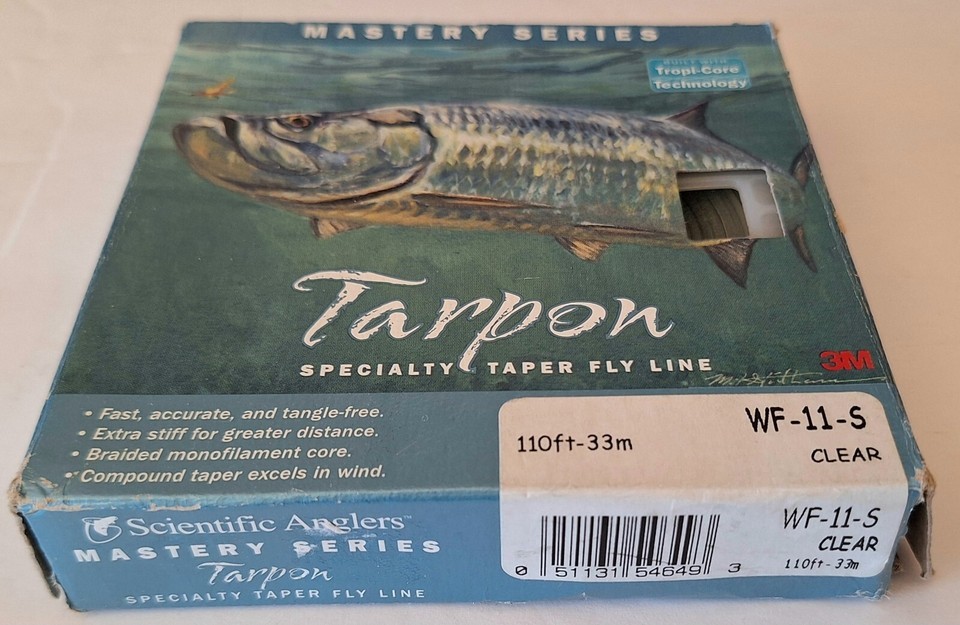 MASTERY SERIES
BUILT WITH
Tropi-Core
Technology
Tarpon
SPECIALTY TAPER FLY LINE
3M
• Fast, accurate, and tangle-free.
• Extra stiff for greater distance.
• Braided monofilament core.
• Compound taper excels in wind.
110ft-33m
WF-11-S
CLEAR
Scientific Anglers™
MASTERY SERIES
Tarpon
SPECIALTY TAPER FLY LINE
WF-11-S
CLEAR
110ft-33m
0 51131 54649 3